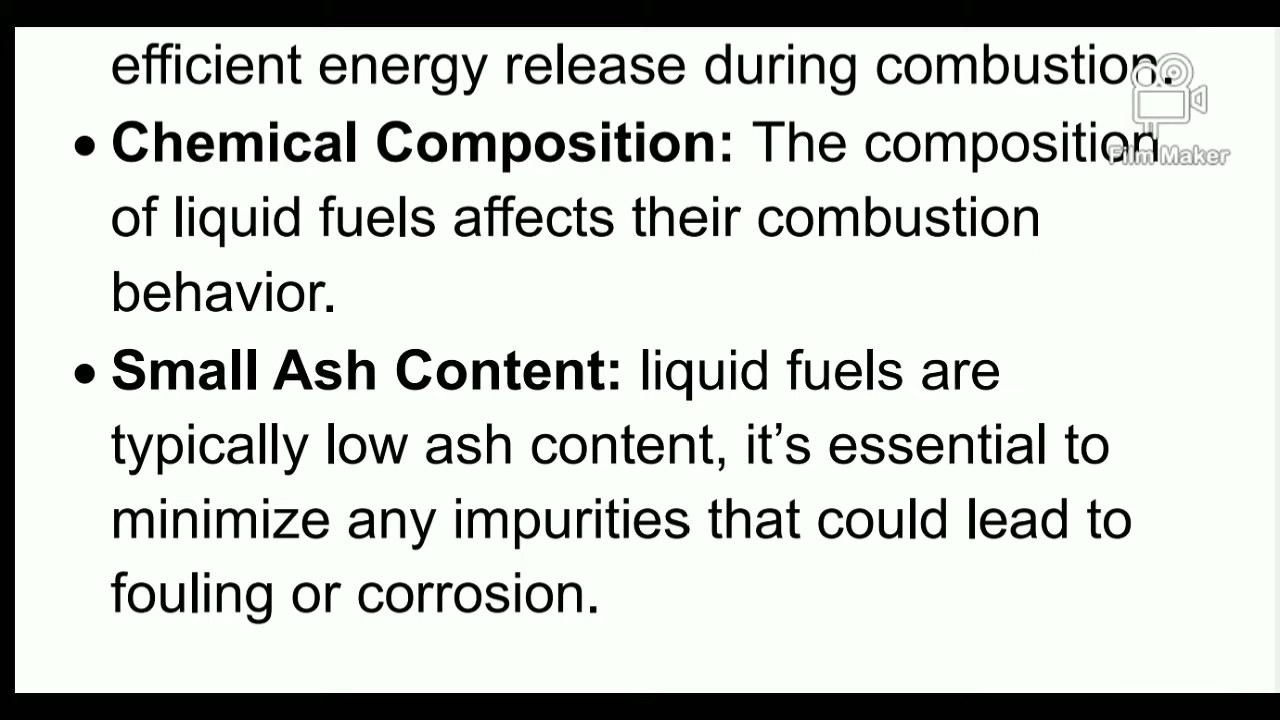 efficient energy release during combustion.
• Chemical Composition: The composition
of liquid fuels affects their combustion
behavior.
• Small Ash Content: liquid fuels are
typically low ash content, it’s essential to
minimize any impurities that could lead to
fouling or corrosion.
Film Maker